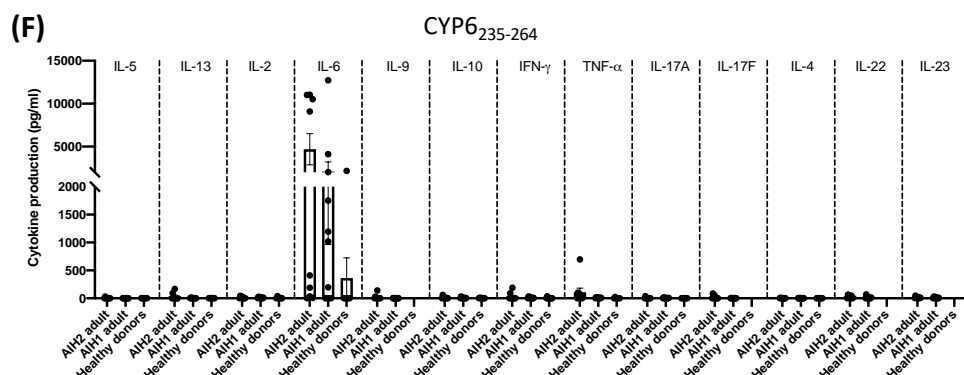 (F)
CYP6235-264
IL-5 IL-13 IL-2 IL-6 IL-9 IL-10 IFN-γ TNF-α IL-17A IL-17F IL-4 IL-22 IL-23
Cytokine production (pg/ml)
15000
10000
5000
2000
1500
1000
500
0
AIH2 adult AIH1 adult Healthy donors AIH2 adult AIH1 adult Healthy donors AIH2 adult AIH1 adult Healthy donors AIH2 adult AIH1 adult Healthy donors AIH2 adult AIH1 adult Healthy donors AIH2 adult AIH1 adult Healthy donors AIH2 adult AIH1 adult Healthy donors AIH2 adult AIH1 adult Healthy donors AIH2 adult AIH1 adult Healthy donors AIH2 adult AIH1 adult Healthy donors AIH2 adult AIH1 adult Healthy donors AIH2 adult AIH1 adult Healthy donors AIH2 adult AIH1 adult Healthy donors